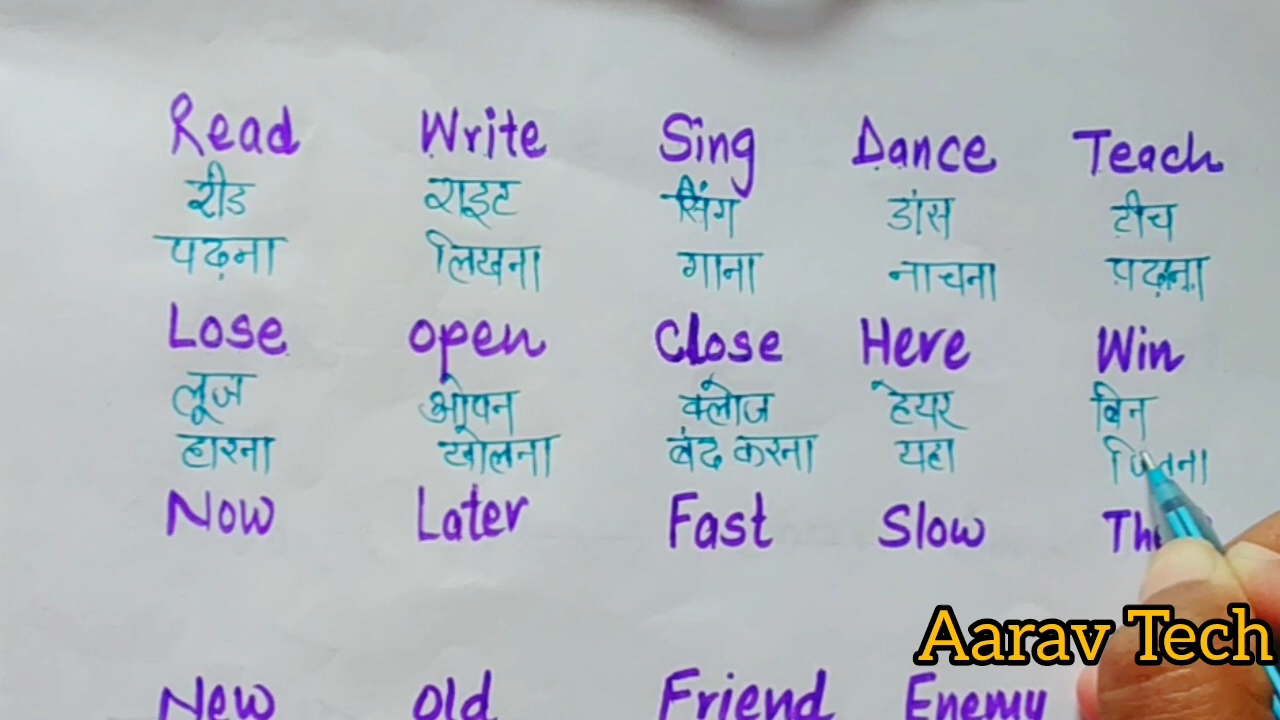 Read Write Sing Dance Teach
रीड राइट सिंग डांस टीच
पढ़ना लिखना गाना नाचना पढ़ाना
Lose open Close Here Win
लूज ओपन क्लोज हेयर विन
हारना खोलना बंद करना यहा
Now Later Fast Slow
Aarav Tech
New Old Friend Enemy